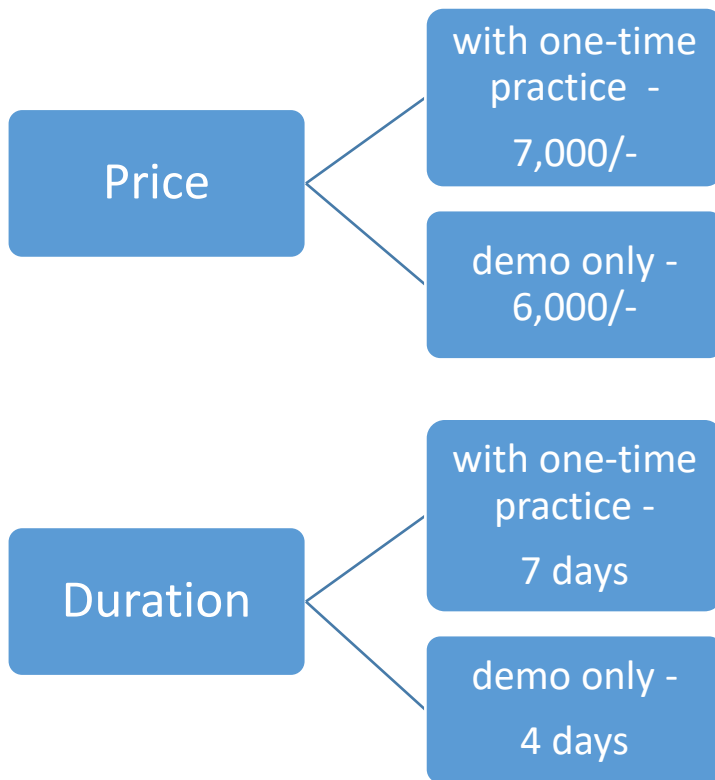 Price
with one-time
practice -
7,000/-
demo only -
6,000/-
Duration
with one-time
practice -
7 days
demo only -
4 days